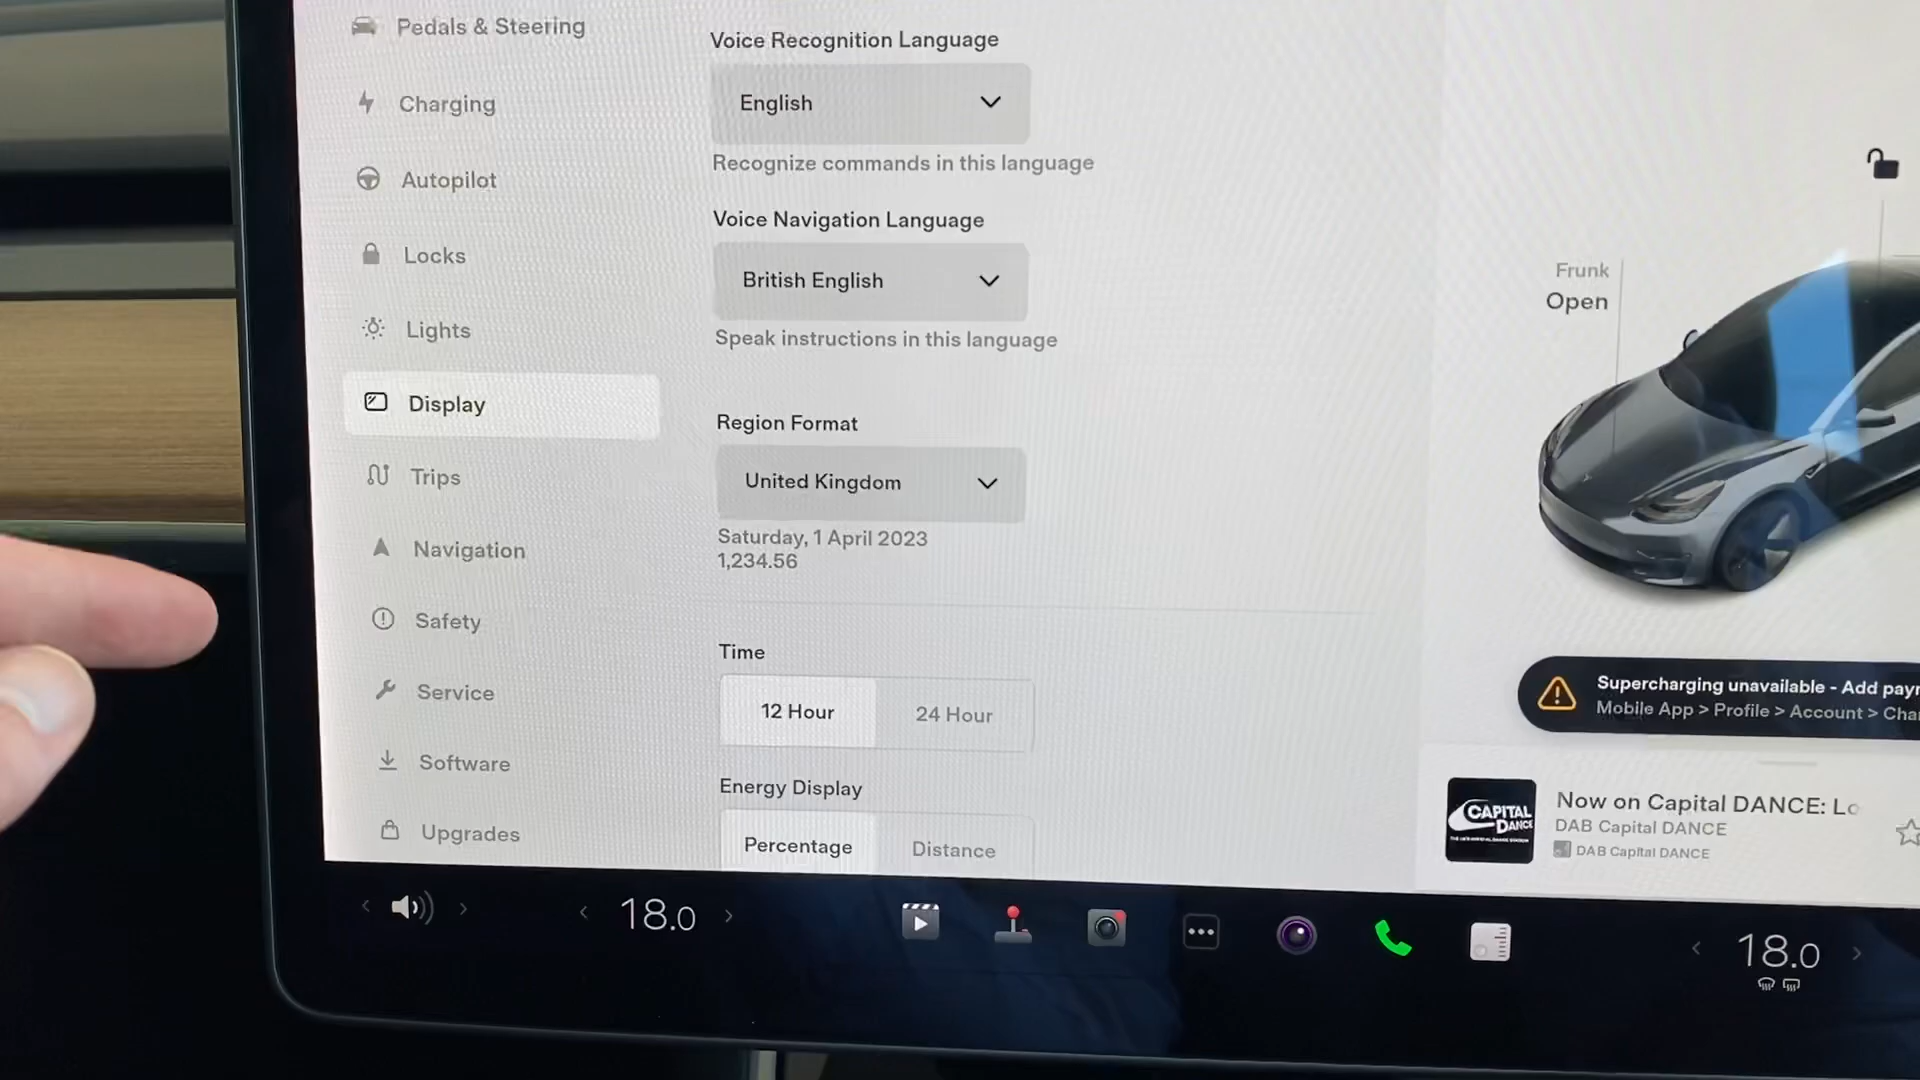 Pedals & Steering
Charging
Autopilot
Locks
Lights
Display
Trips
Navigation
Safety
Service
Software
Upgrades
Voice Recognition Language
English
Recognize commands in this language
Voice Navigation Language
British English
Speak instructions in this language
Region Format
United Kingdom
Saturday, 1 April 2023
1,234.56
Time
12 Hour
24 Hour
Energy Display
Percentage
Distance
Frunk
Open
Supercharging unavailable - Add
Mobile App > Profile > Account >
CAPITAL
DANCE
Now on Capital DANCE:
DAB Capital DANCE
DAB Capital DANCE
18.0
18.0